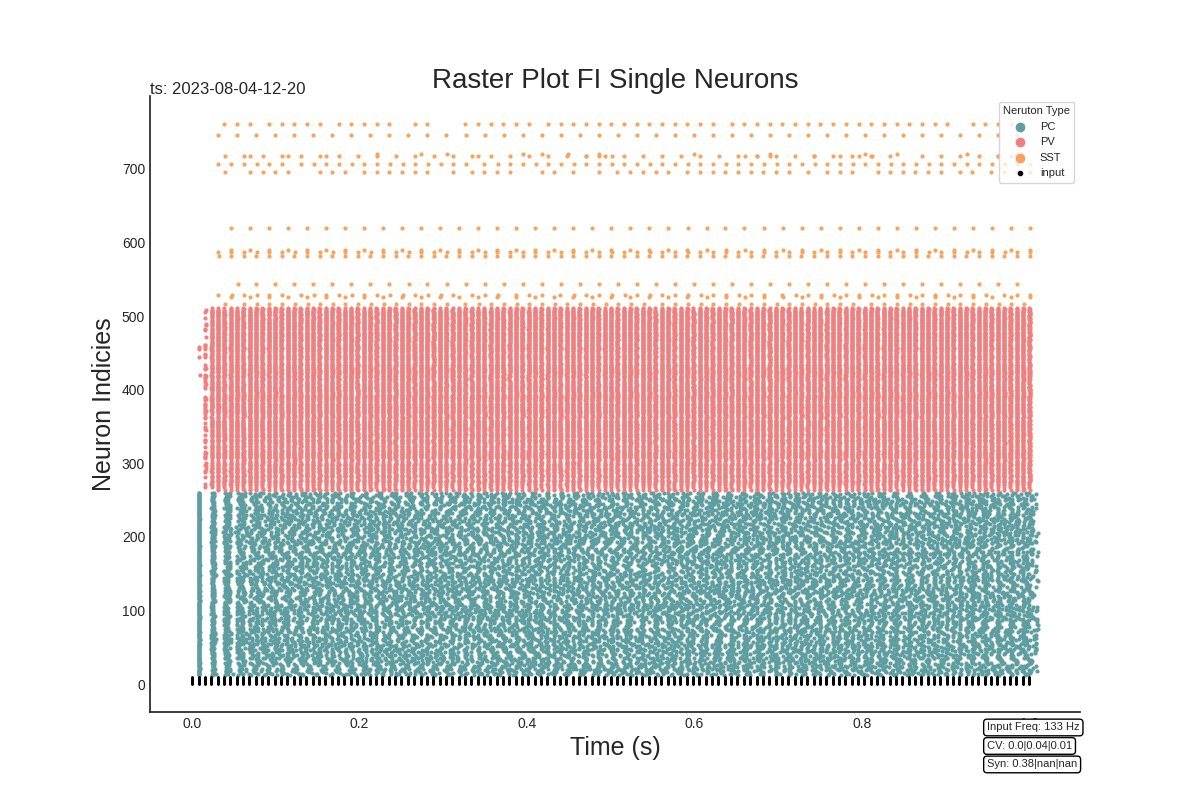 Raster Plot FI Single Neurons
ts: 2023-08-04-12-20
Neruton Type
PC
PV
SST
input
700
600
500
400
300
200
100
0
Neuron Indicies
0.0 0.2 0.4 0.6 0.8
Time (s)
Input Freq: 133 Hz
CV: 0.0|0.04|0.01
Syn: 0.38|nan|nan